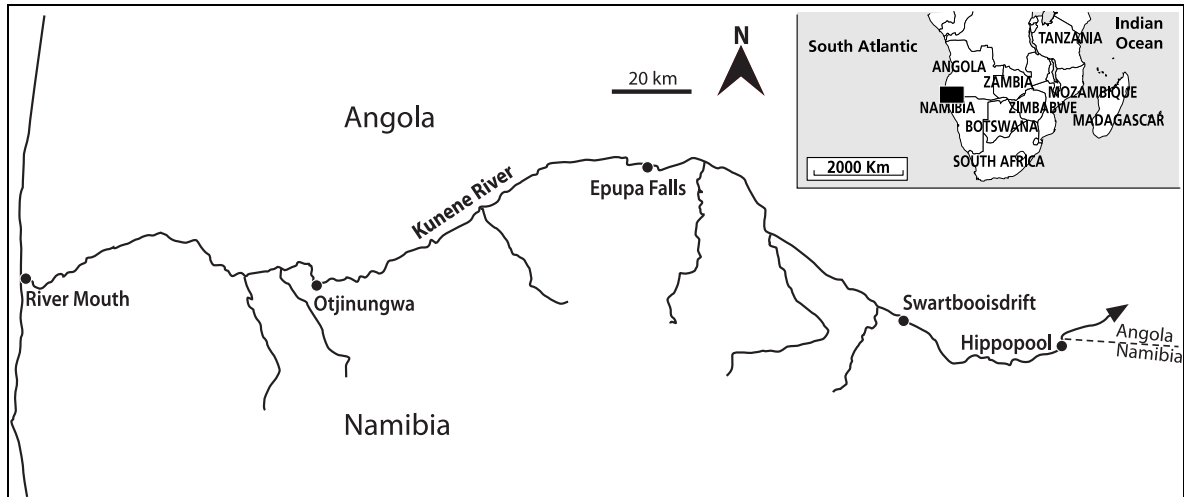 N
20 km
Angola
Kunene River
Epupa Falls
River Mouth
Otjinungwa
Swartbooisdrift
Hippopool
Angola
Namibia
Namibia
South Atlantic
Indian
Ocean
TANZANIA
ANGOLA
ZAMBIA
MOZAMBIQUE
NAMIBIA
ZIMBABWE
BOTSWANA
MADAGASCAR
SOUTH AFRICA
2000 Km